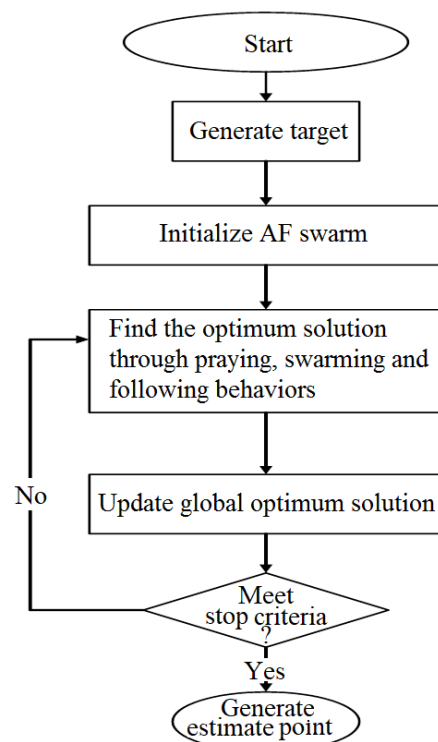 Start
Generate target
Initialize AF swarm
Find the optimum solution
through praying, swarming and
following behaviors
Update global optimum solution
No
Meet
stop criteria
?
Yes
Generate
estimate point